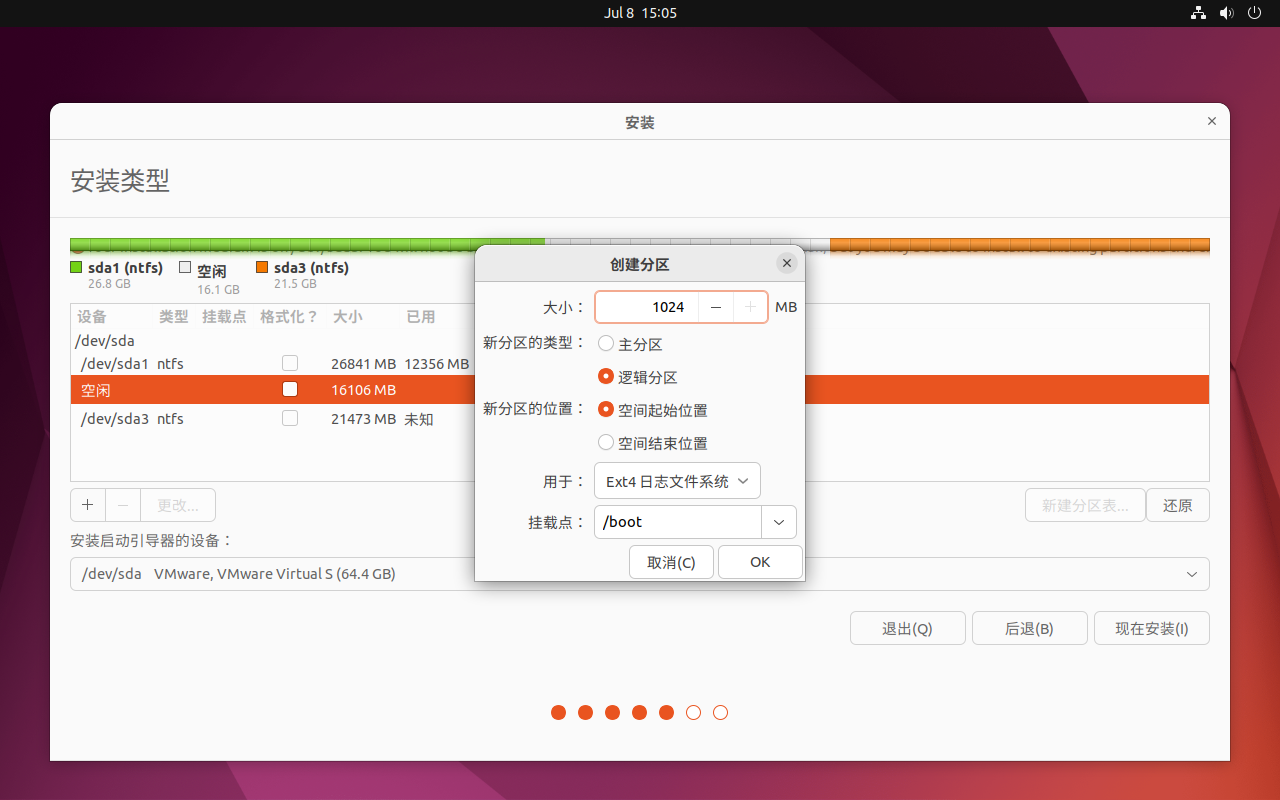 Jul 8 15:05
安装
安装类型
sda1 (ntfs)
26.8 GB
空闲
16.1 GB
sda3 (ntfs)
21.5 GB
设备 类型 挂载点 格式化？ 大小 已用
/dev/sda
/dev/sda1 ntfs 26841 MB 12356 MB
空闲 16106 MB
/dev/sda3 ntfs 21473 MB 未知
+ − 更改...
新建分区表... 还原
安装启动引导器的设备：
/dev/sda VMware, VMware Virtual S (64.4 GB)
退出(Q) 后退(B) 现在安装(I)
创建分区
大小： 1024 − + MB
新分区的类型： 主分区
逻辑分区
新分区的位置： 空间起始位置
空间结束位置
用于： Ext4 日志文件系统
挂载点： /boot
取消(C) OK